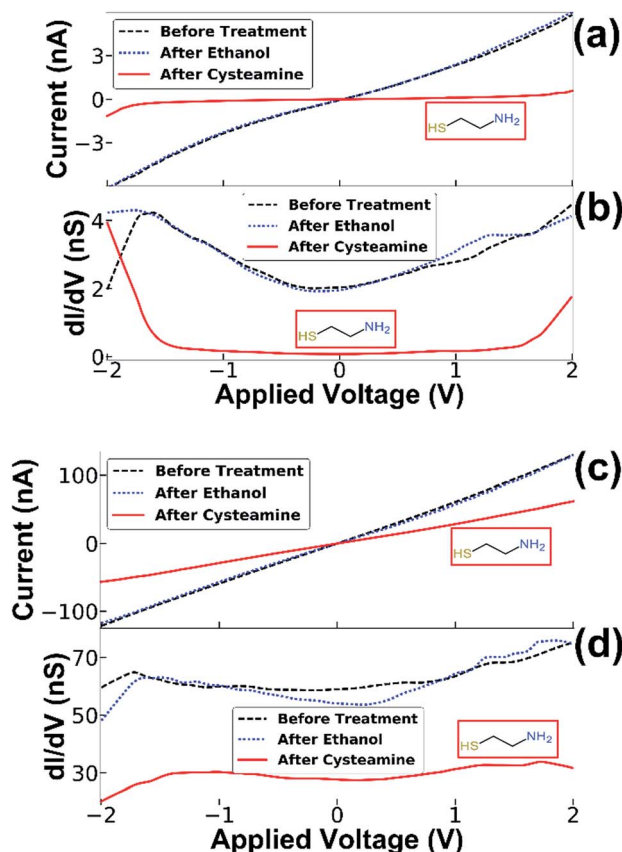 (a)
Current (nA)
3
0
−3
Before Treatment
After Ethanol
After Cysteamine
HS NH2
(b)
dI/dV (nS)
4
2
0
Before Treatment
After Ethanol
After Cysteamine
HS NH2
−2 −1 0 1 2
Applied Voltage (V)
(c)
Current (nA)
100
0
−100
Before Treatment
After Ethanol
After Cysteamine
HS NH2
(d)
dI/dV (nS)
70
50
30
Before Treatment
After Ethanol
After Cysteamine
HS NH2
−2 −1 0 1 2
Applied Voltage (V)